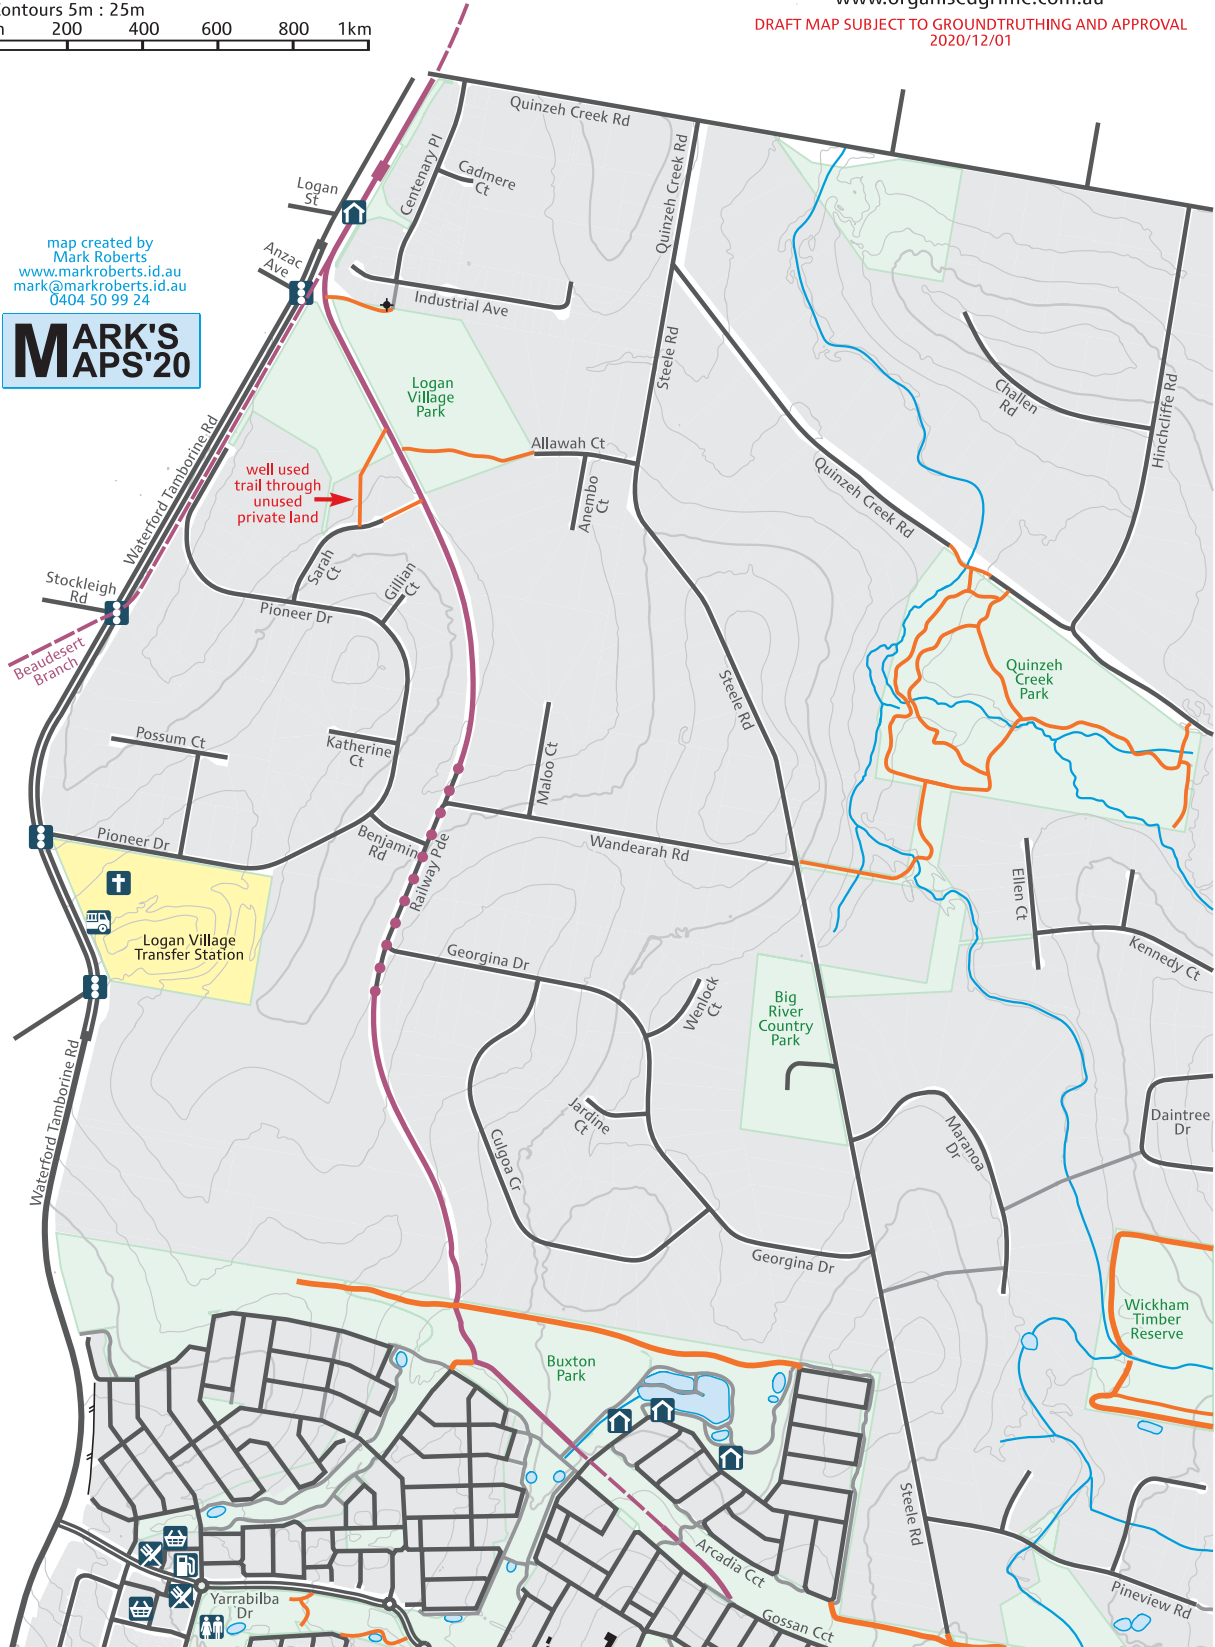 Contours 5m : 25m
200 400 600 800 1km
www.organisedgrime.com.au
DRAFT MAP SUBJECT TO GROUNDTRUTHING AND APPROVAL
2020/12/01
Quinzeh Creek Rd
Centenary Pl
Cadmere
Ct
Quinzeh Creek Rd
Logan
St
map created by
Mark Roberts
www.markroberts.id.au
mark@markroberts.id.au
0404 50 99 24
MARK'S
MAPS'20
Anzac
Ave
Industrial Ave
Steele Rd
Logan
Village
Park
Challen
Rd
Hinchcliffe Rd
Waterford Tamborine Rd
Allawah Ct
well used
trail through
unused
private land
Anembo
Ct
Quinzeh Creek Rd
Sarah
Ct
Gillian
Ct
Stockleigh
Rd
Pioneer Dr
Beaudesert
Branch
Quinzeh
Creek
Park
Steele Rd
Possum Ct
Katherine
Ct
Maloo Ct
Pioneer Dr
Benjamin
Rd
Railway Pde
Wandearah Rd
Ellen Ct
Kennedy Ct
Logan Village
Transfer Station
Georgina Dr
Wenlock
Ct
Big
River
Country
Park
Waterford Tamborine Rd
Jardine
Ct
Culgoa Cr
Maranoa
Dr
Daintree
Dr
Georgina Dr
Wickham
Timber
Reserve
Buxton
Park
Steele Rd
Arcadia Cct
Yarrabilba
Dr
Gossan Cct
Pineview Rd